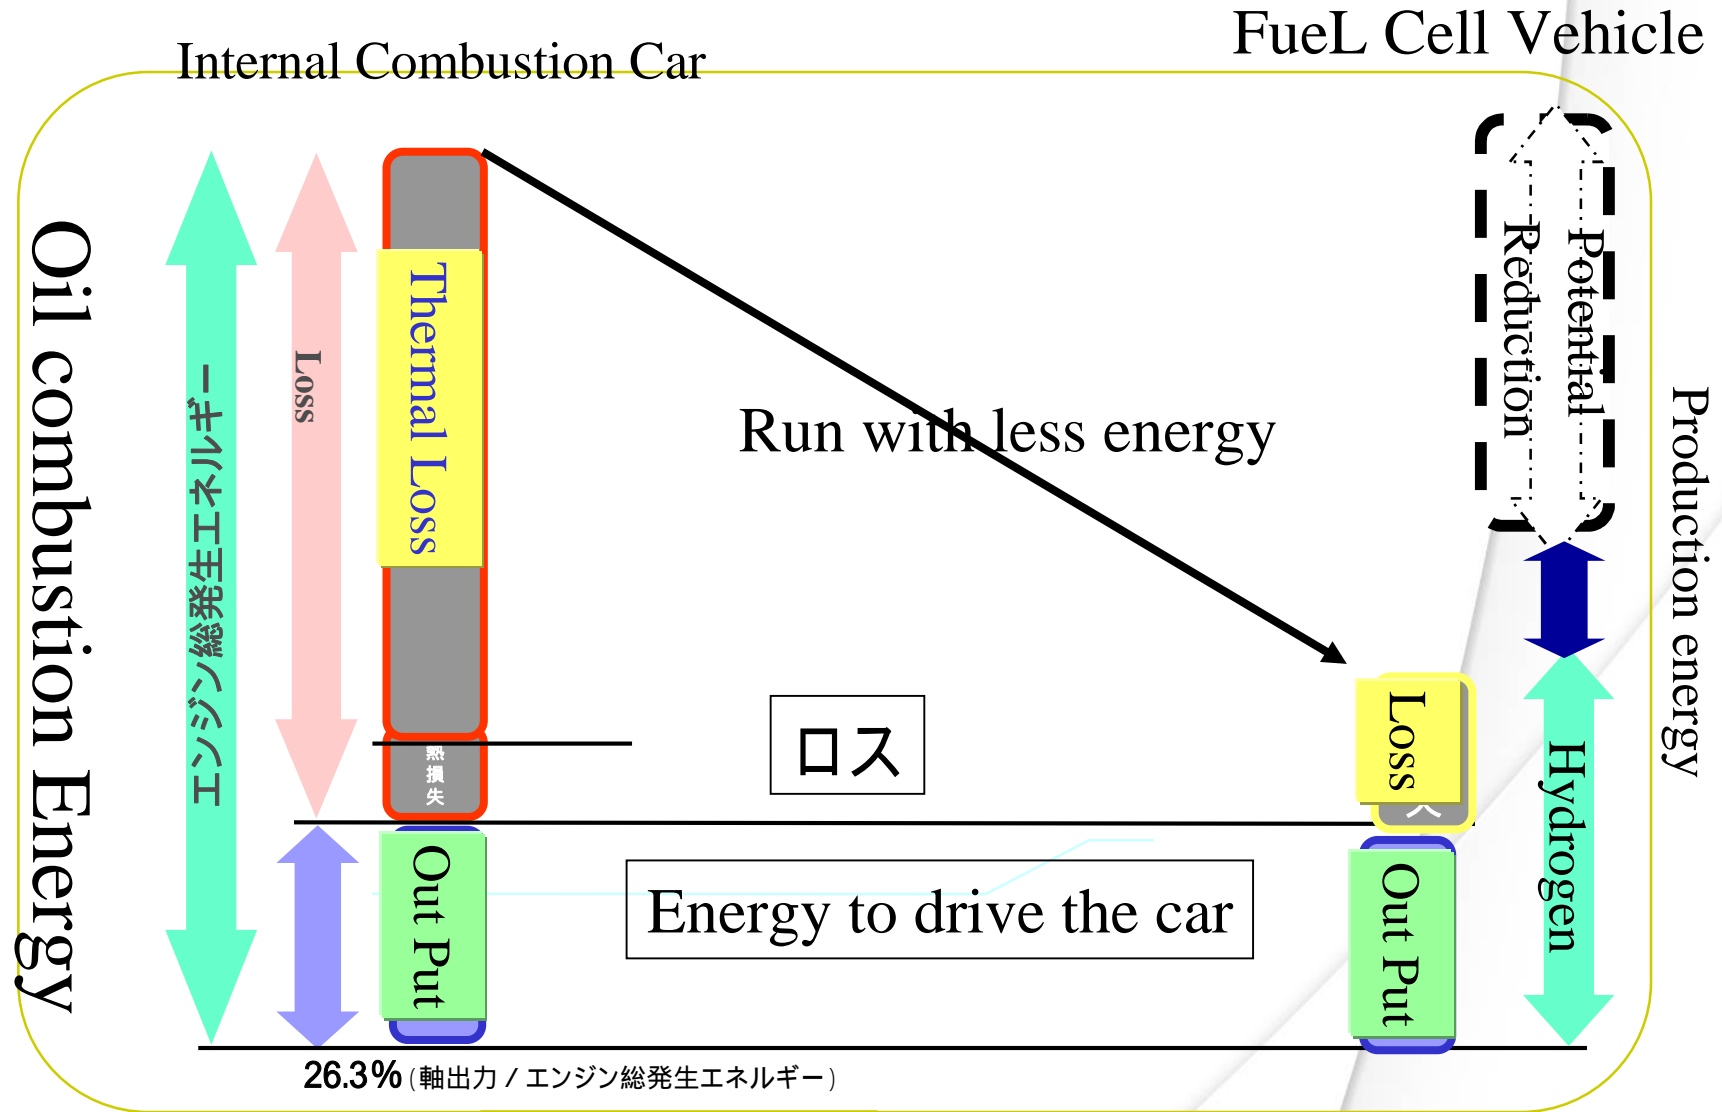 Internal Combustion Car
FueL Cell Vehicle
Oil combustion Energy
エンジン総発生エネルギー
Loss
Thermal Loss
熱損失
Out Put
Run with less energy
ロス
Energy to drive the car
Potential
Reduction
Production energy
Loss
Hydrogen
Out Put
26.3% (軸出力 / エンジン総発生エネルギー)